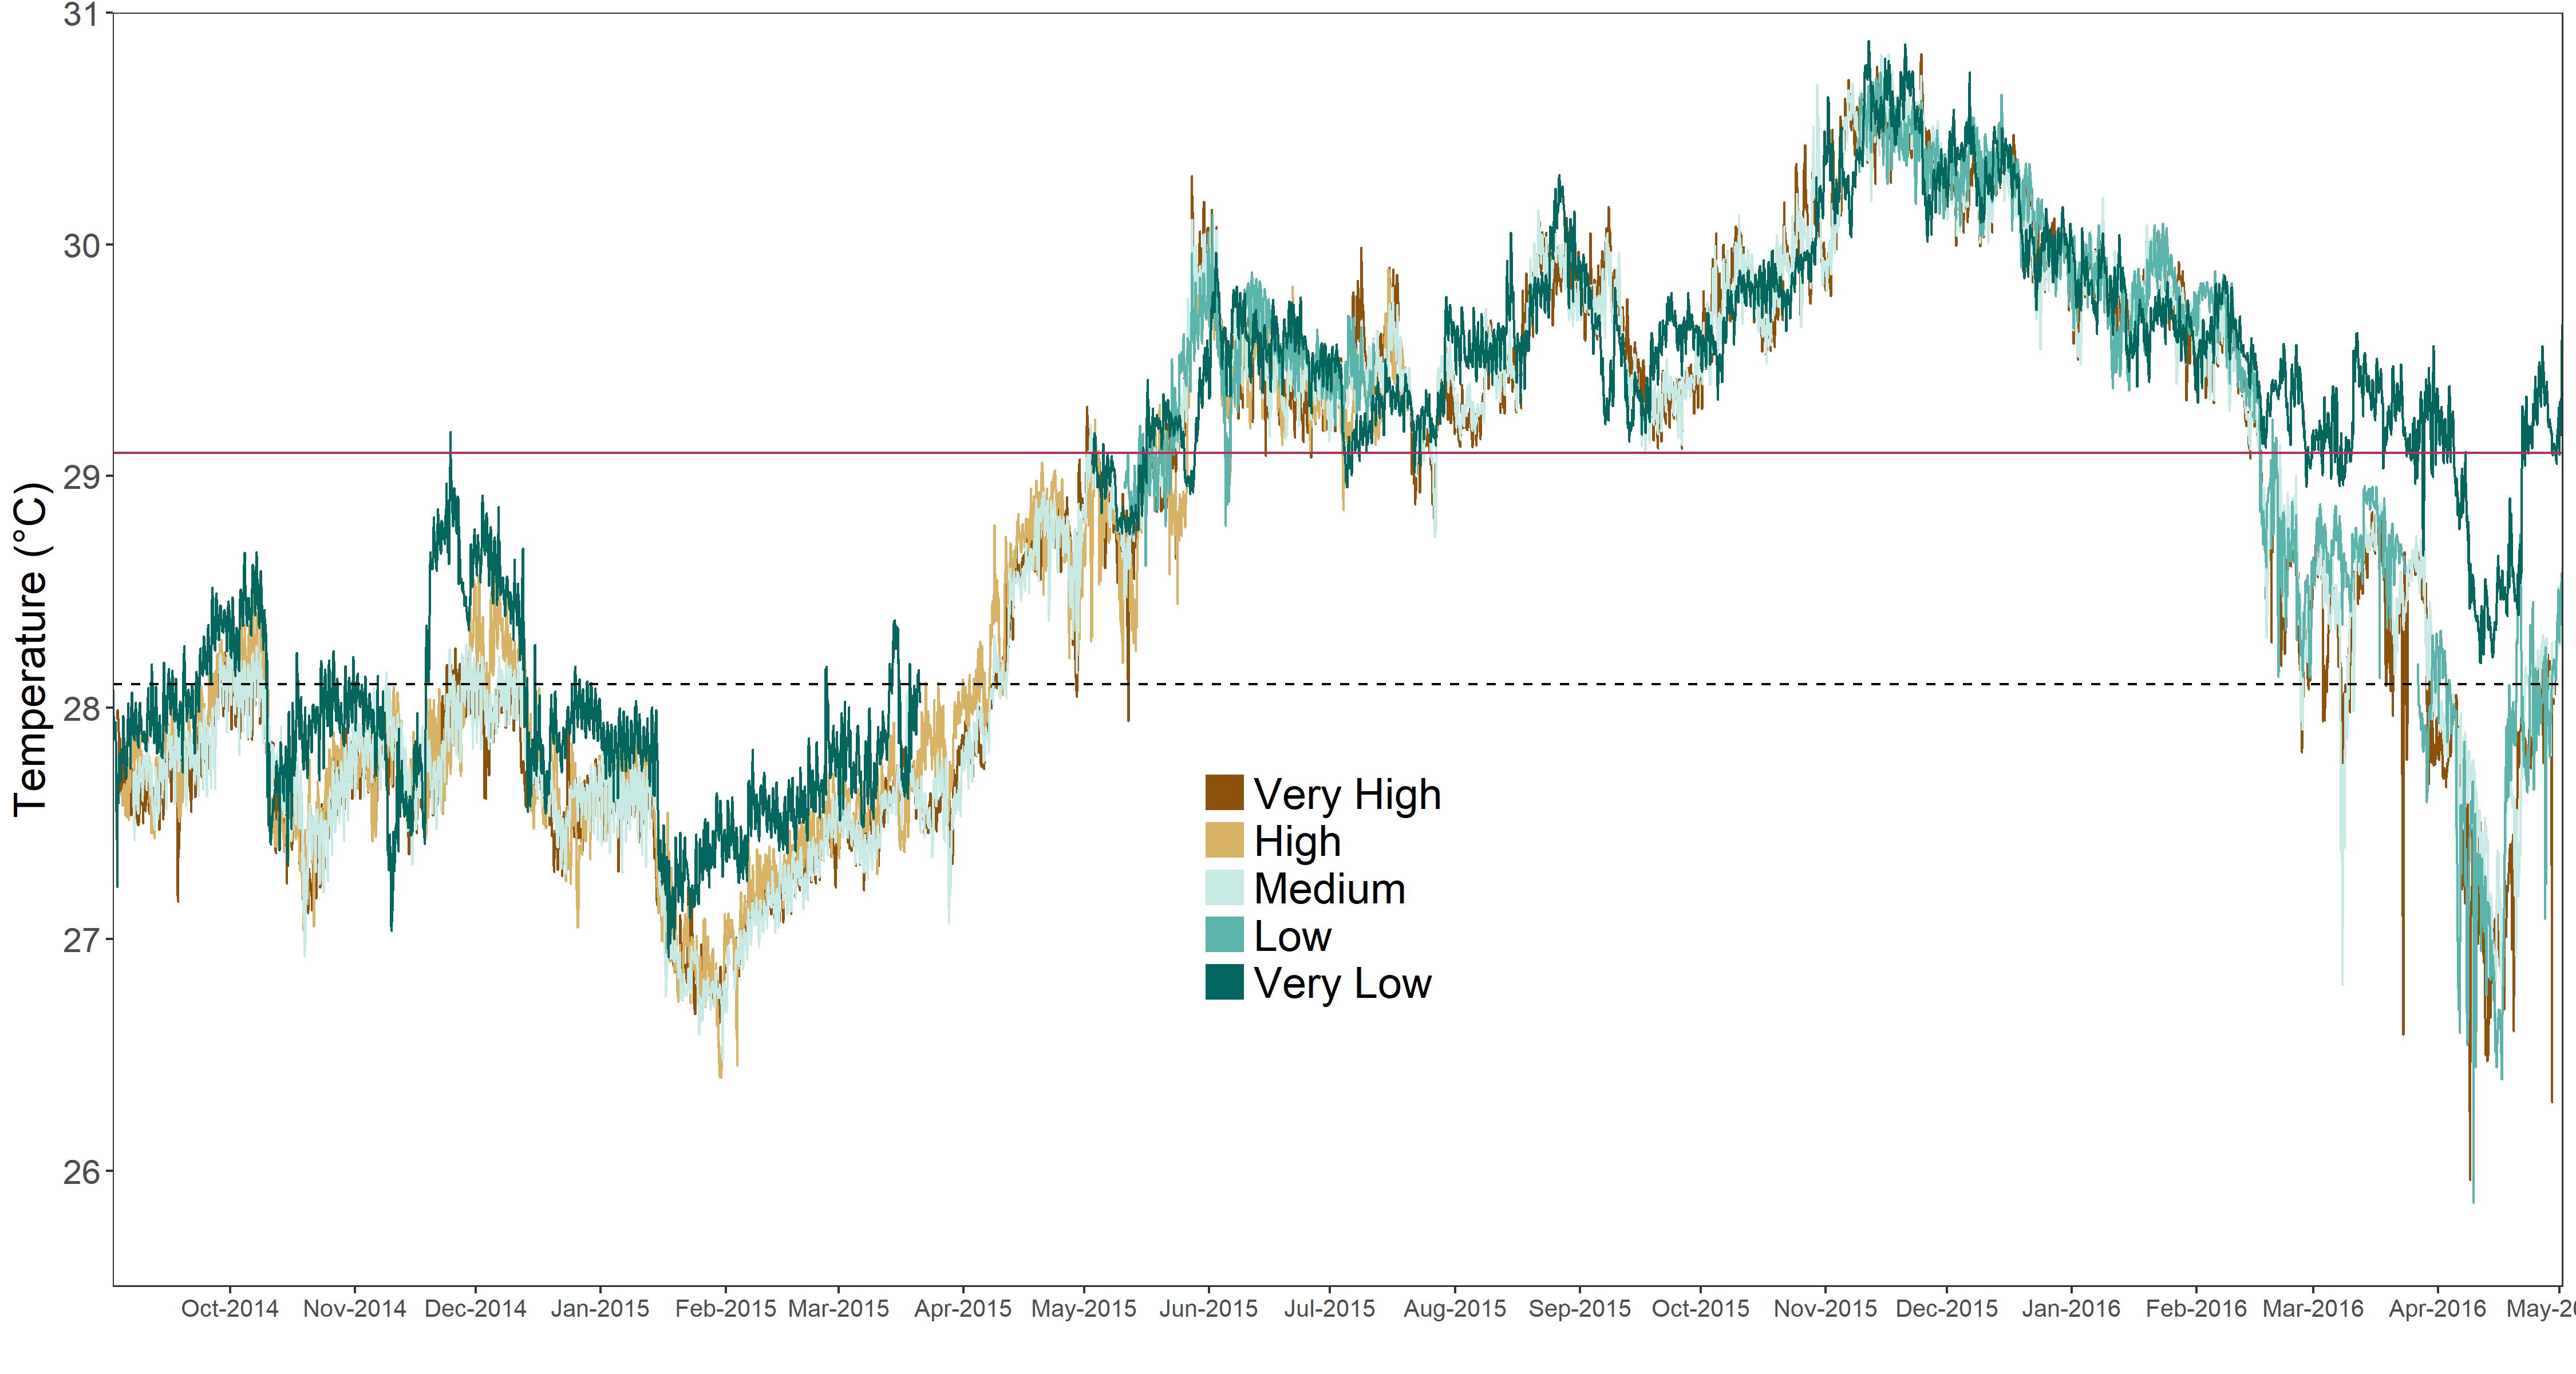 31
30
29
28
27
26
Temperature (°C)
Very High
High
Medium
Low
Very Low
Oct-2014 Nov-2014 Dec-2014 Jan-2015 Feb-2015 Mar-2015 Apr-2015 May-2015 Jun-2015 Jul-2015 Aug-2015 Sep-2015 Oct-2015 Nov-2015 Dec-2015 Jan-2016 Feb-2016 Mar-2016 Apr-2016